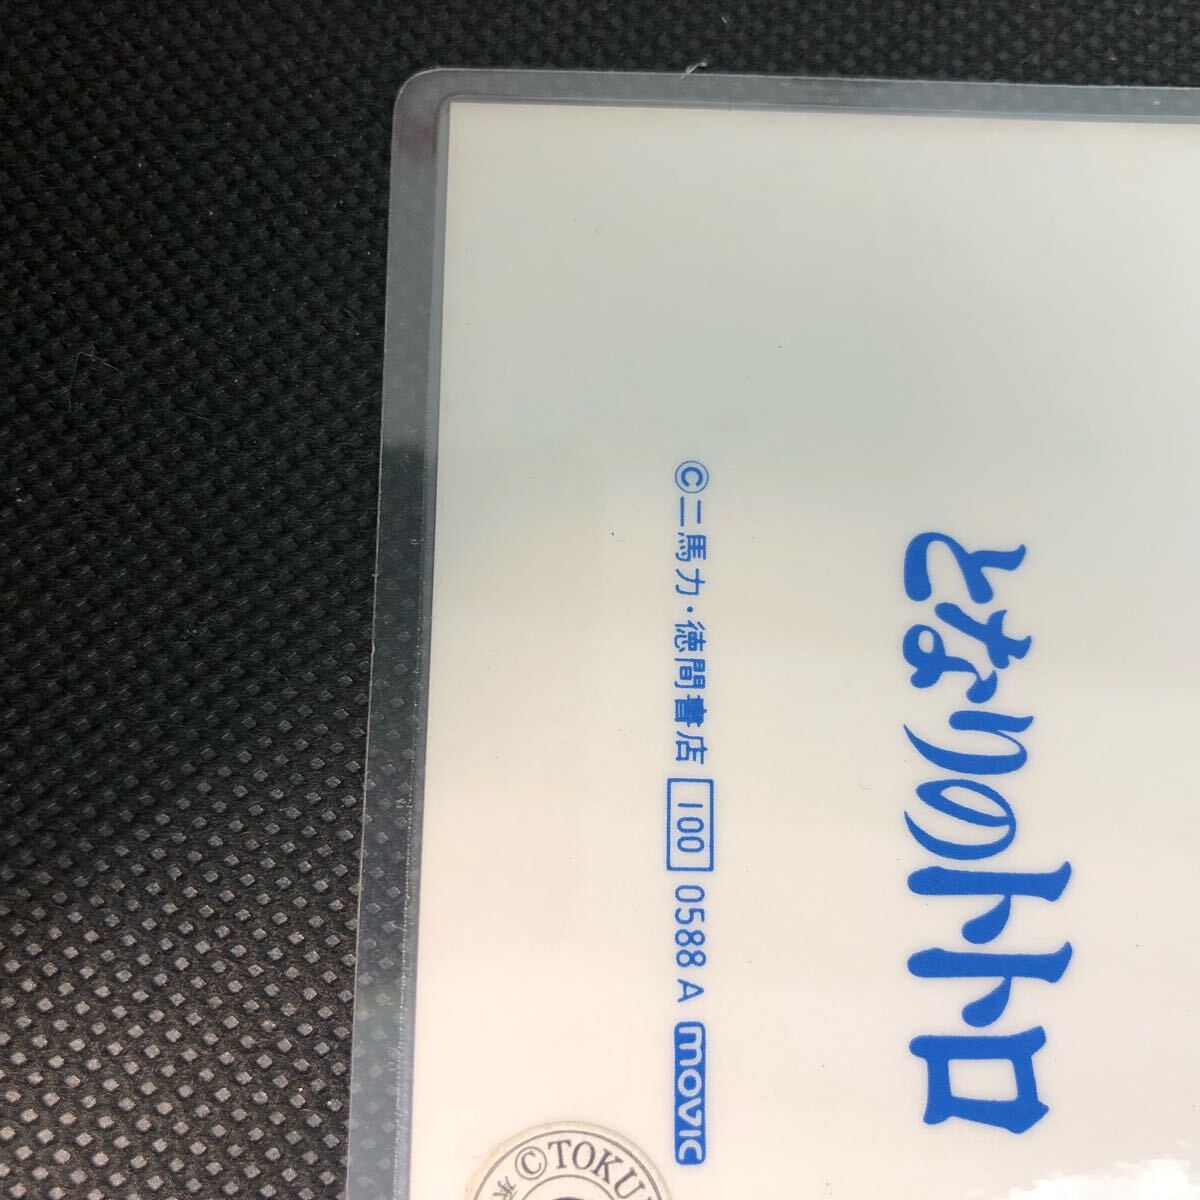 となりのトトロ
©二馬力・徳間書店 100 0588 A movic
©TOKU